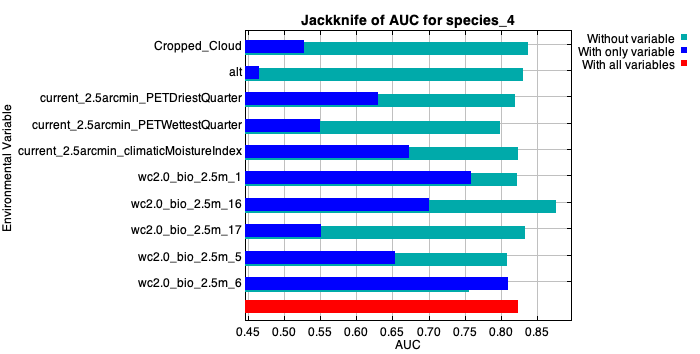 Jackknife of AUC for species_4
Without variable
With only variable
With all variables
Environmental Variable
Cropped_Cloud
alt
current_2.5arcmin_PETDriestQuarter
current_2.5arcmin_PETWettestQuarter
current_2.5arcmin_climaticMoistureIndex
wc2.0_bio_2.5m_1
wc2.0_bio_2.5m_16
wc2.0_bio_2.5m_17
wc2.0_bio_2.5m_5
wc2.0_bio_2.5m_6
0.45 0.50 0.55 0.60 0.65 0.70 0.75 0.80 0.85
AUC